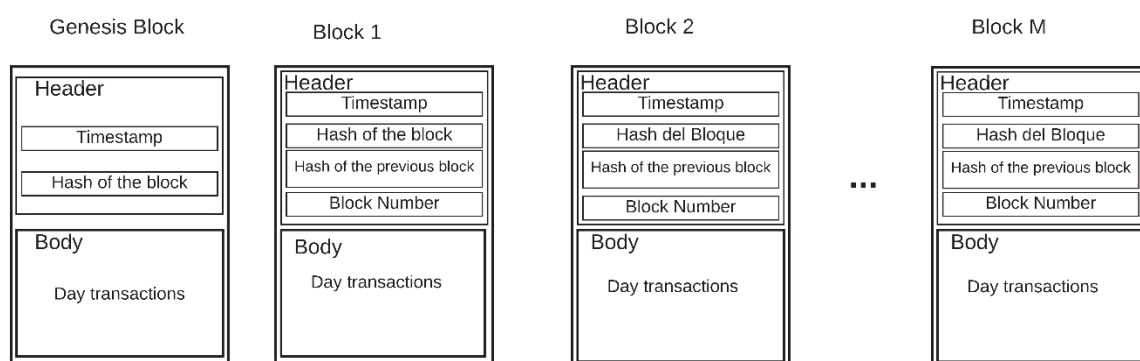 Genesis Block
Header
Timestamp
Hash of the block
Body
Day transactions
Block 1
Header
Timestamp
Hash of the block
Hash of the previous block
Block Number
Body
Day transactions
Block 2
Header
Timestamp
Hash del Bloque
Hash of the previous block
Block Number
Body
Day transactions
...
Block M
Header
Timestamp
Hash del Bloque
Hash of the previous block
Block Number
Body
Day transactions